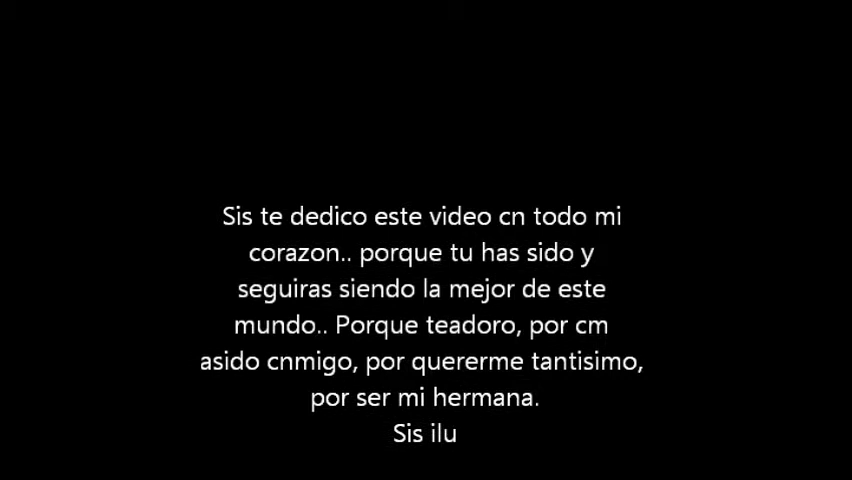 Sis te dedico este video cn todo mi
corazon.. porque tu has sido y
seguiras siendo la mejor de este
mundo.. Porque teadoro, por cm
asido cnmigo, por quererme tantisimo,
por ser mi hermana.
Sis ilu